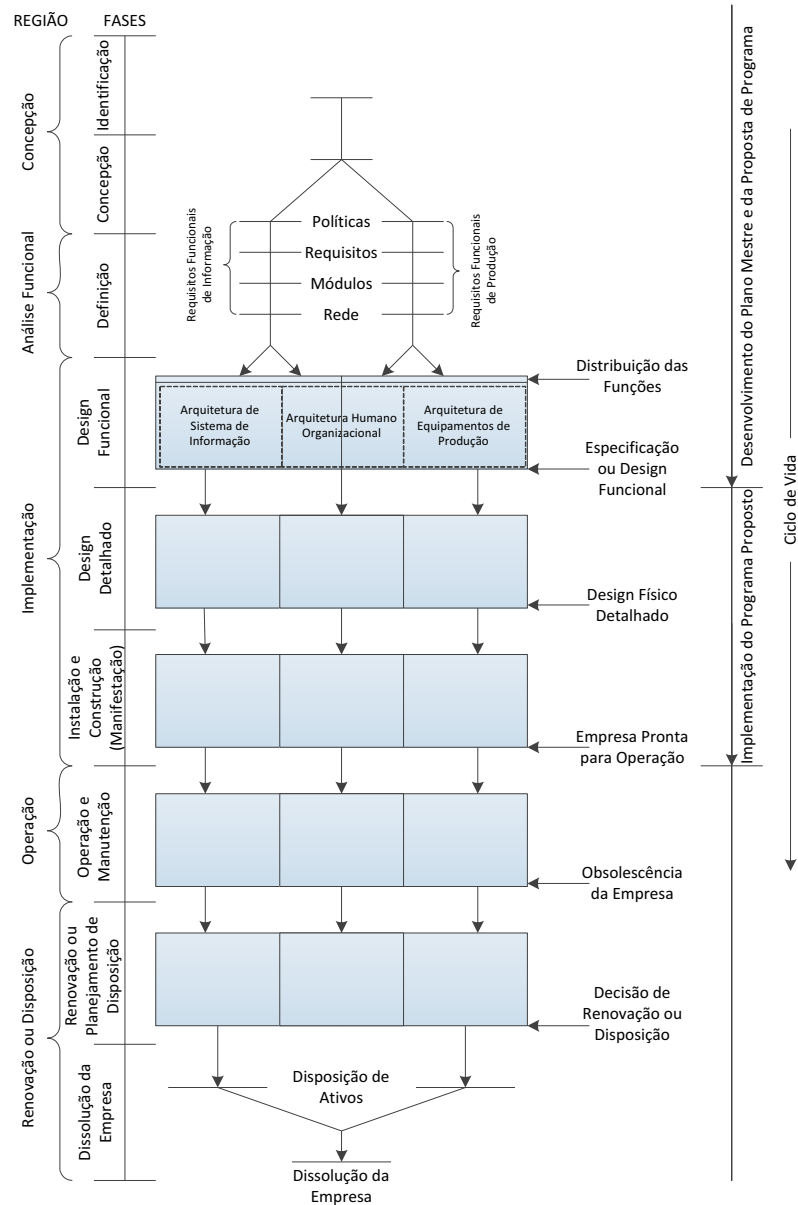 REGIÃO
FASES
Concepção
Análise Funcional
Implementação
Operação
Renovação ou Disposição
Identificação
Concepção
Definição
Design
Funcional
Design
Detalhado
Instalação e
Construção
(Manifestação)
Operação e
Manutenção
Renovação ou
Planejamento de
Disposição
Dissolução da
Empresa
Requisitos Funcionais
de Informação
Políticas
Requisitos
Módulos
Rede
Requisitos Funcionais
de Produção
Arquitetura de
Sistema de
Informação
Arquitetura Humano
Organizacional
Arquitetura de
Equipamentos de
Produção
Distribuição das
Funções
Especificação
ou Design
Funcional
Design Físico
Detalhado
Empresa Pronta
para Operação
Obsolescência
da Empresa
Decisão de
Renovação ou
Disposição
Disposição de
Ativos
Dissolução da
Empresa
Desenvolvimento do Plano Mestre e da Proposta de Programa
Implementação do Programa Proposto
Ciclo de Vida